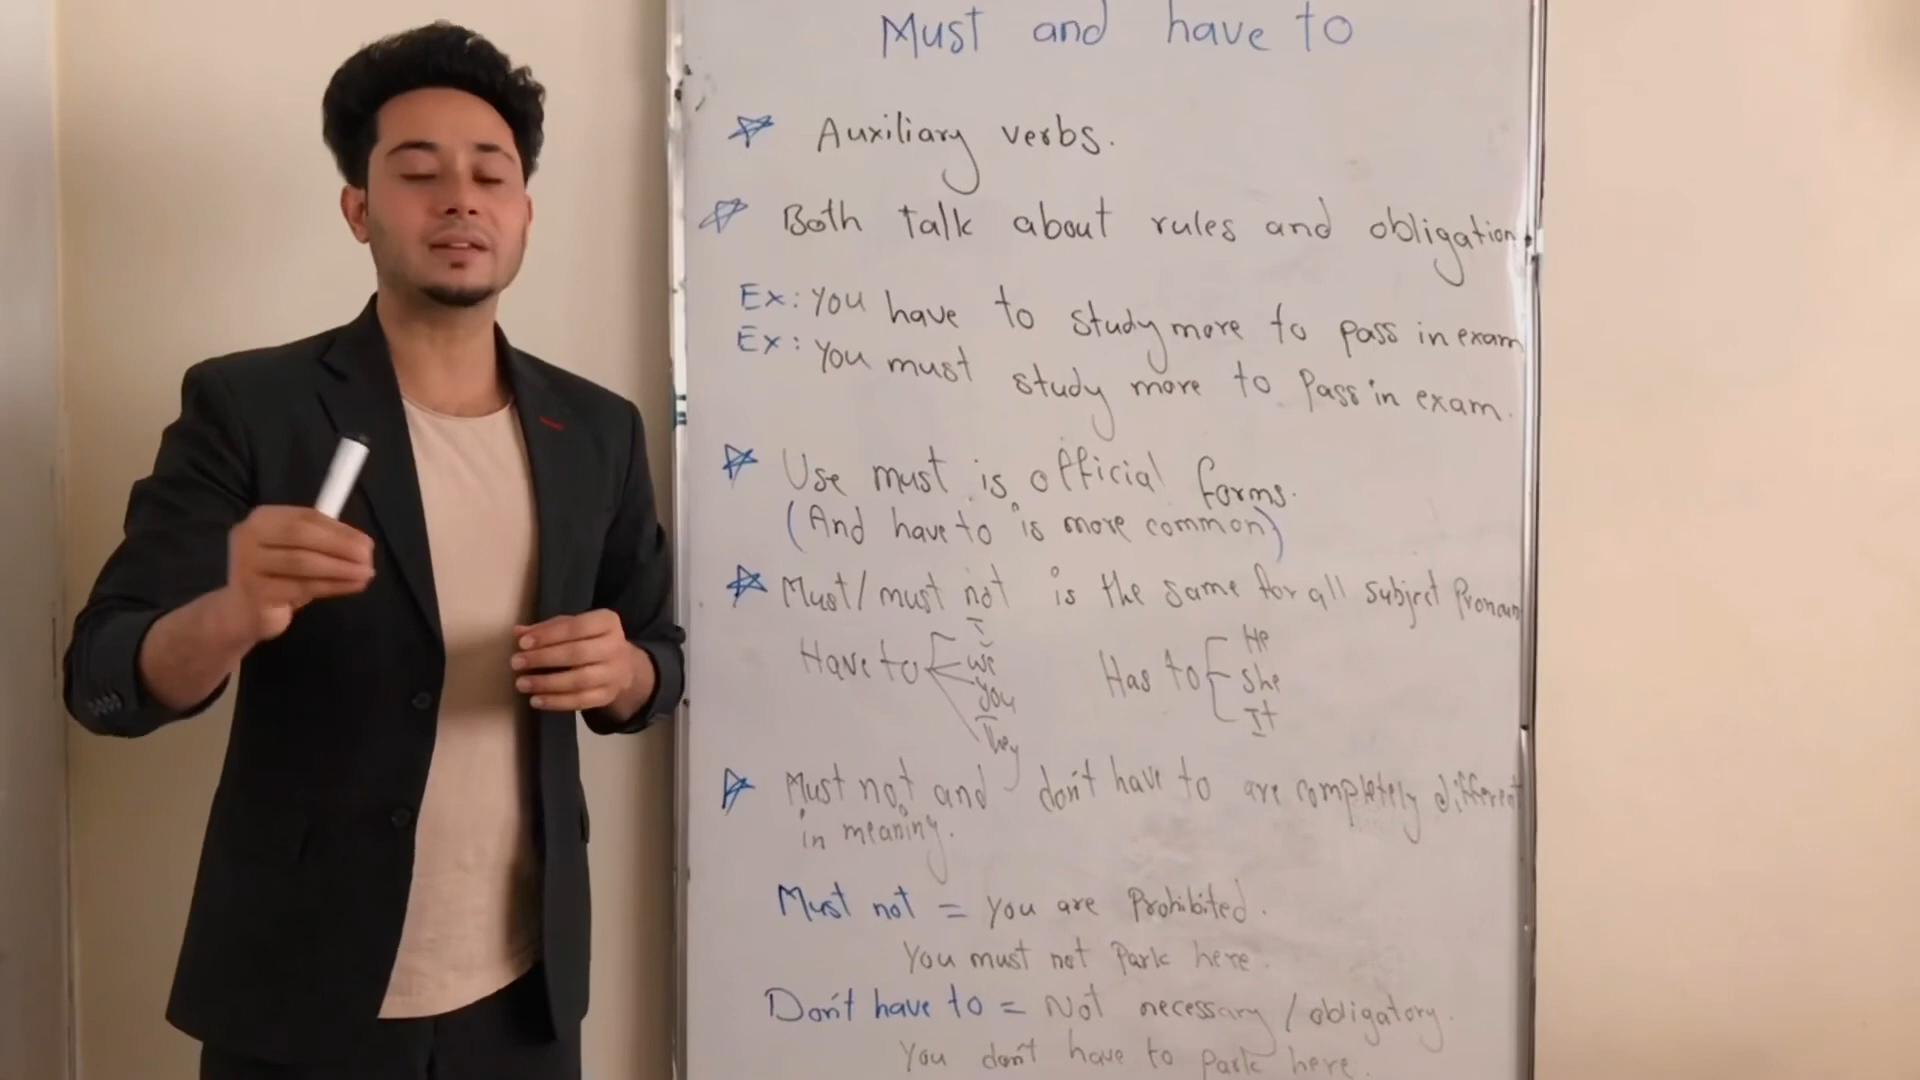 Must and have to
Auxiliary verbs.
Both talk about rules and obligation
Ex: You have to study more to pass in exam
Ex: You must study more to pass in exam.
Use must is official forms.
(And have to is more common)
Must/must not is the same for all subject Pronoun
Have to I we you They
Has to He she It
Must not and don't have to are completely different
in meaning.
Must not = you are Prohibited.
You must not Park here.
Don't have to = Not necessary / obligatory.
You don't have to park here.